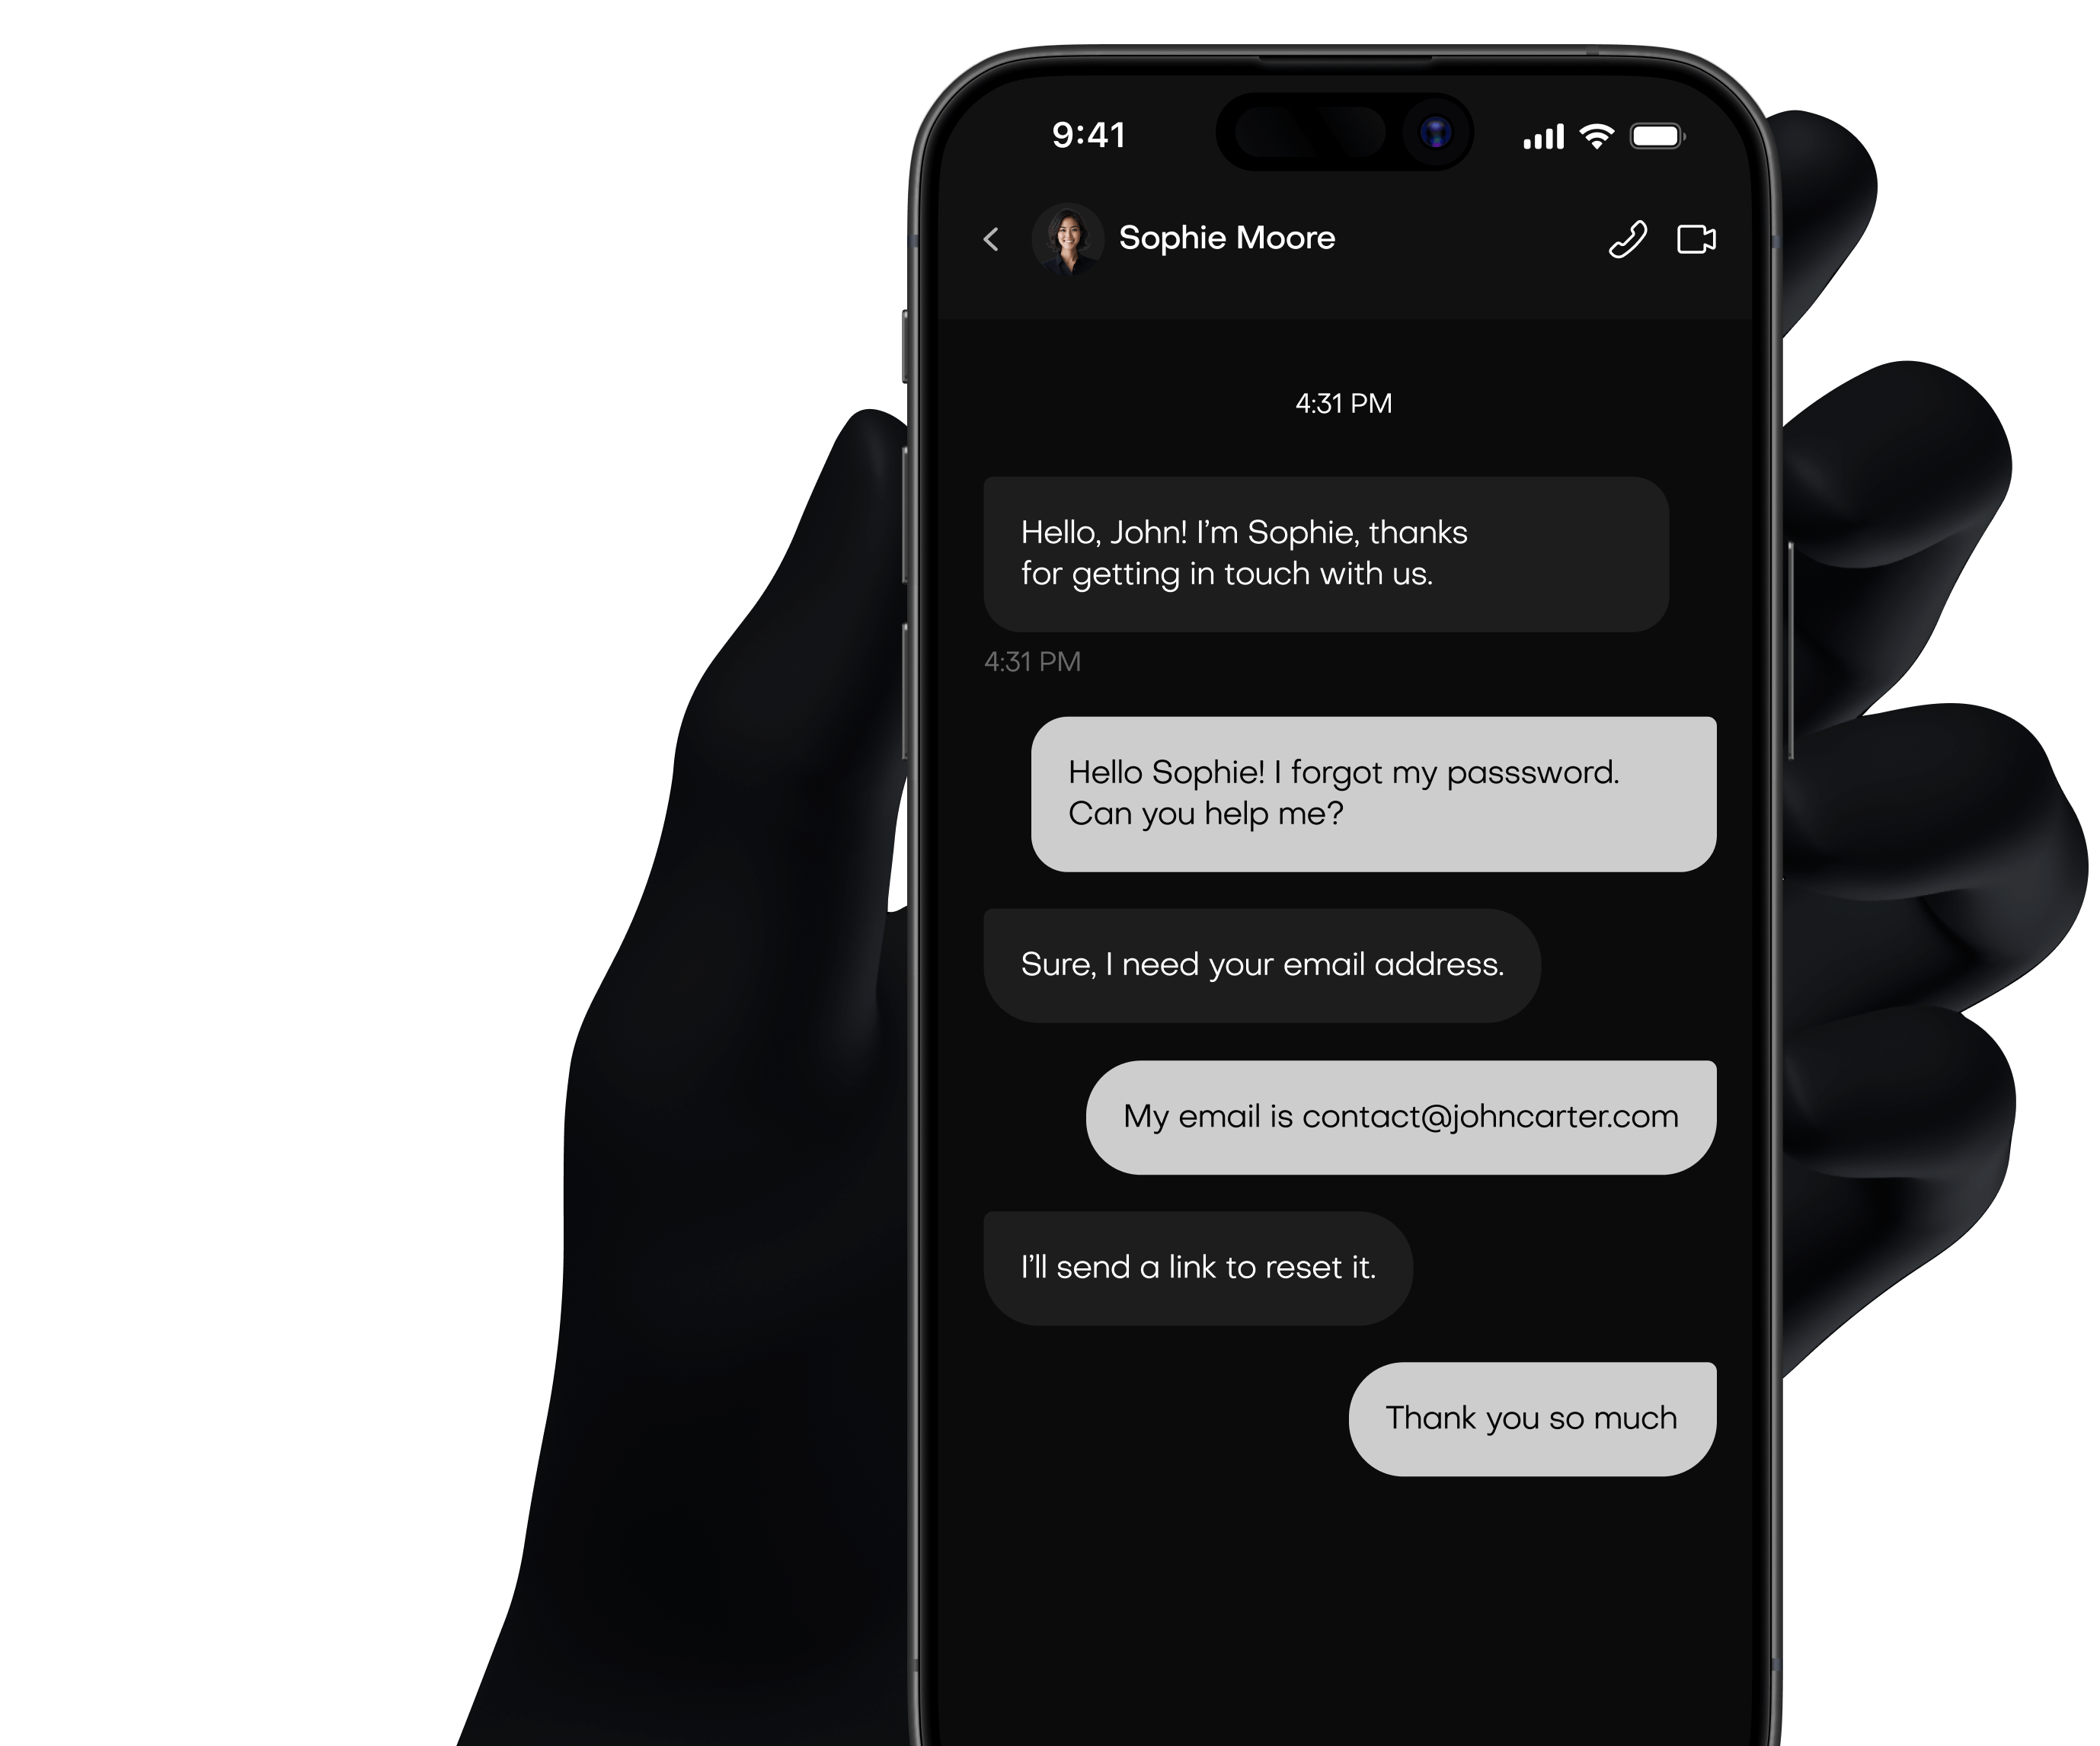 9:41
Sophie Moore
4:31 PM
Hello, John! I’m Sophie, thanks
for getting in touch with us.
4:31 PM
Hello Sophie! I forgot my passsword.
Can you help me?
Sure, I need your email address.
My email is contact@johncarter.com
I’ll send a link to reset it.
Thank you so much